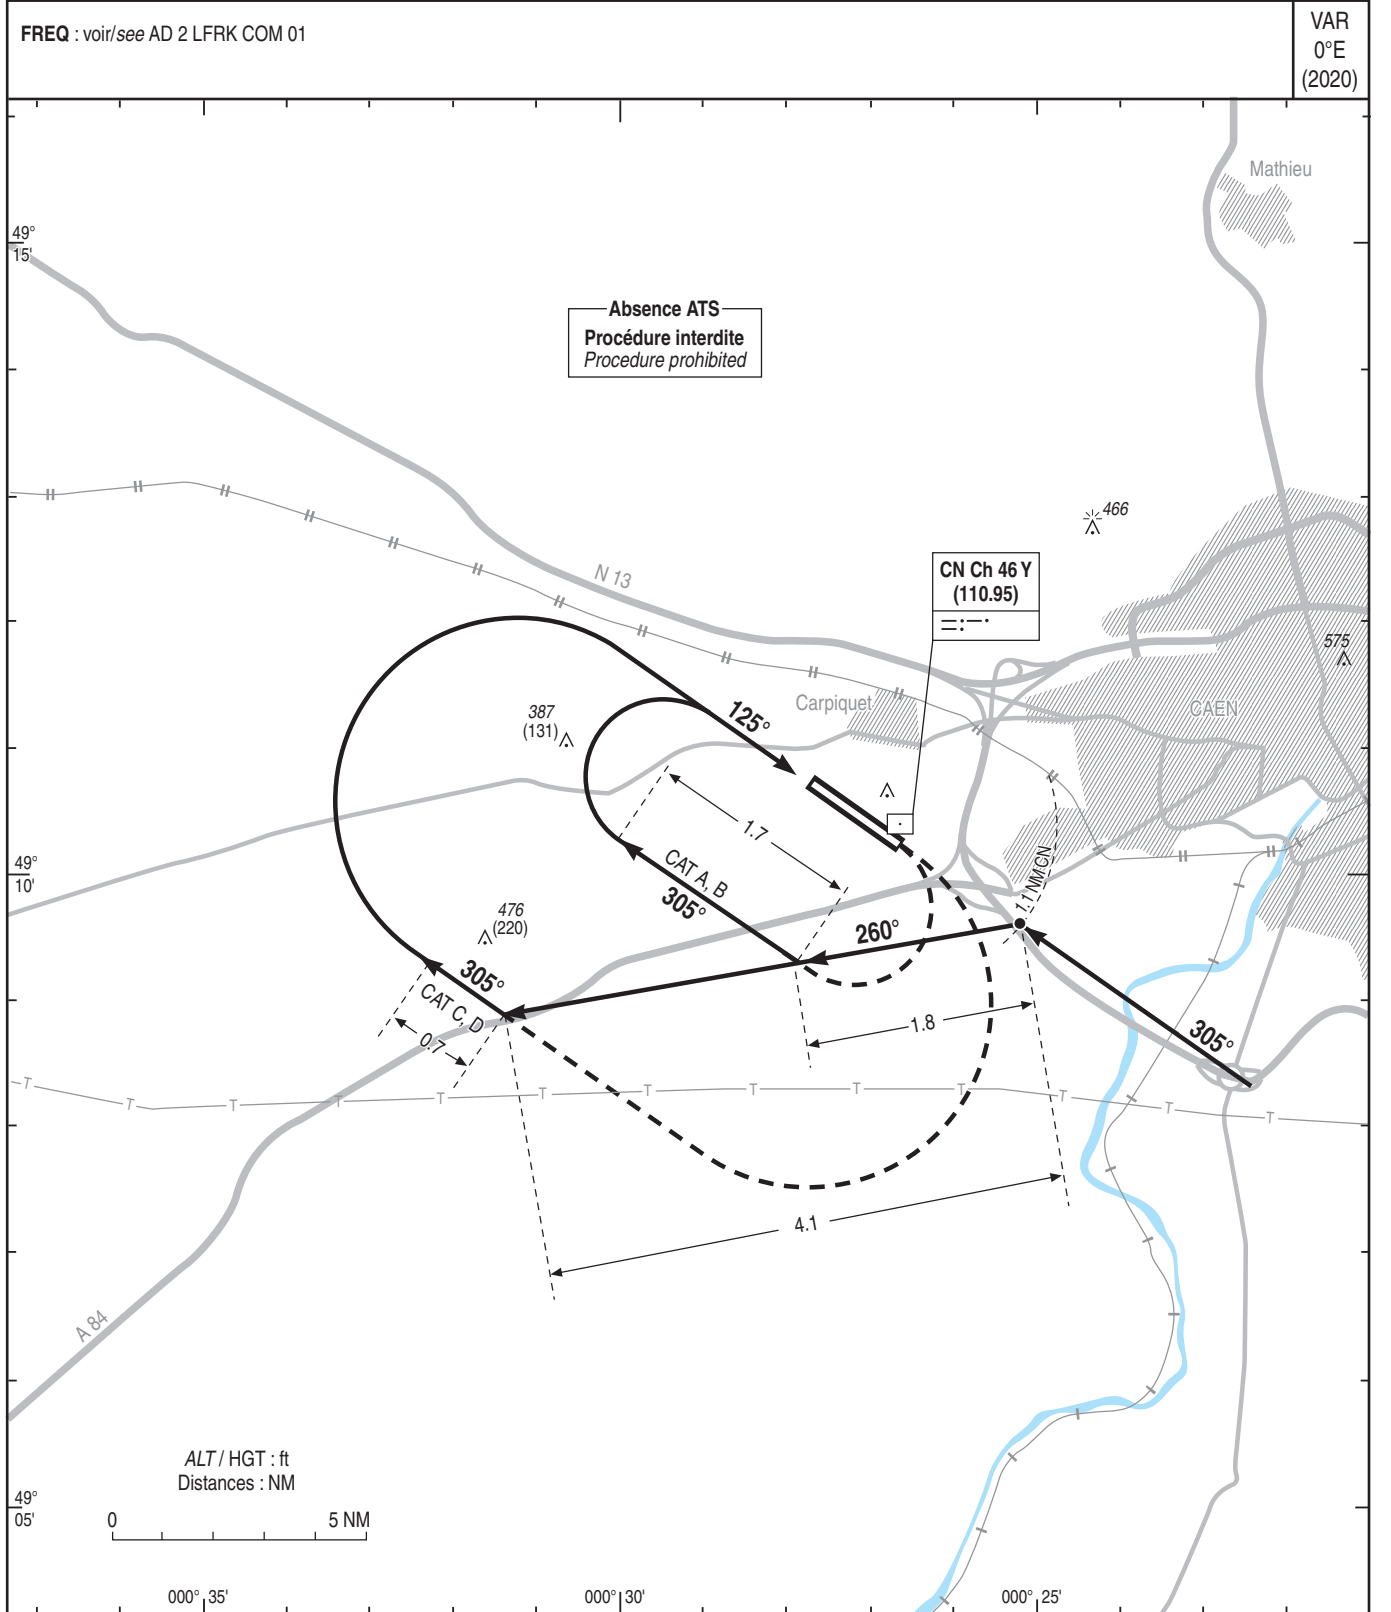 FREQ : voir/see AD 2 LFRK COM 01
VAR
0°E
(2020)
Mathieu
49°
15'
Absence ATS
Procédure interdite
Procedure prohibited
466
N 13
CN Ch 46 Y
(110.95)
575
Carpiquet
CAEN
125°
387
(131)
1.7
49°
10'
CAT A, B
305°
1.1 NM CN
476
(220)
260°
305°
CAT C, D
0.7
1.8
305°
T
T
T
T
T
T
T
T
T
T
T
T
T
4.1
A 84
ALT / HGT : ft
Distances : NM
49°
05'
0
5 NM
000° 35'
000° 30'
000° 25'